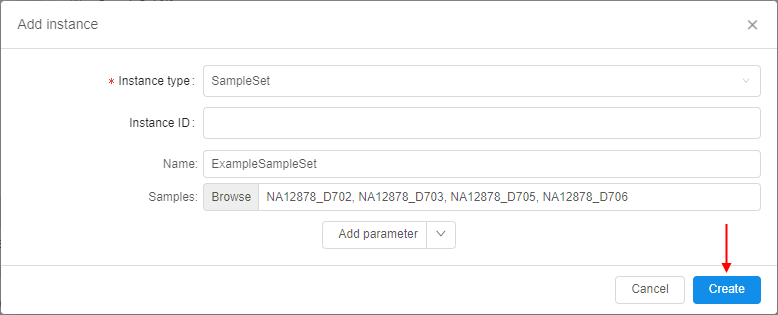 Add instance
* Instance type: SampleSet
Instance ID:
Name: ExampleSampleSet
Samples: Browse NA12878_D702, NA12878_D703, NA12878_D705, NA12878_D706
Add parameter
Cancel Create